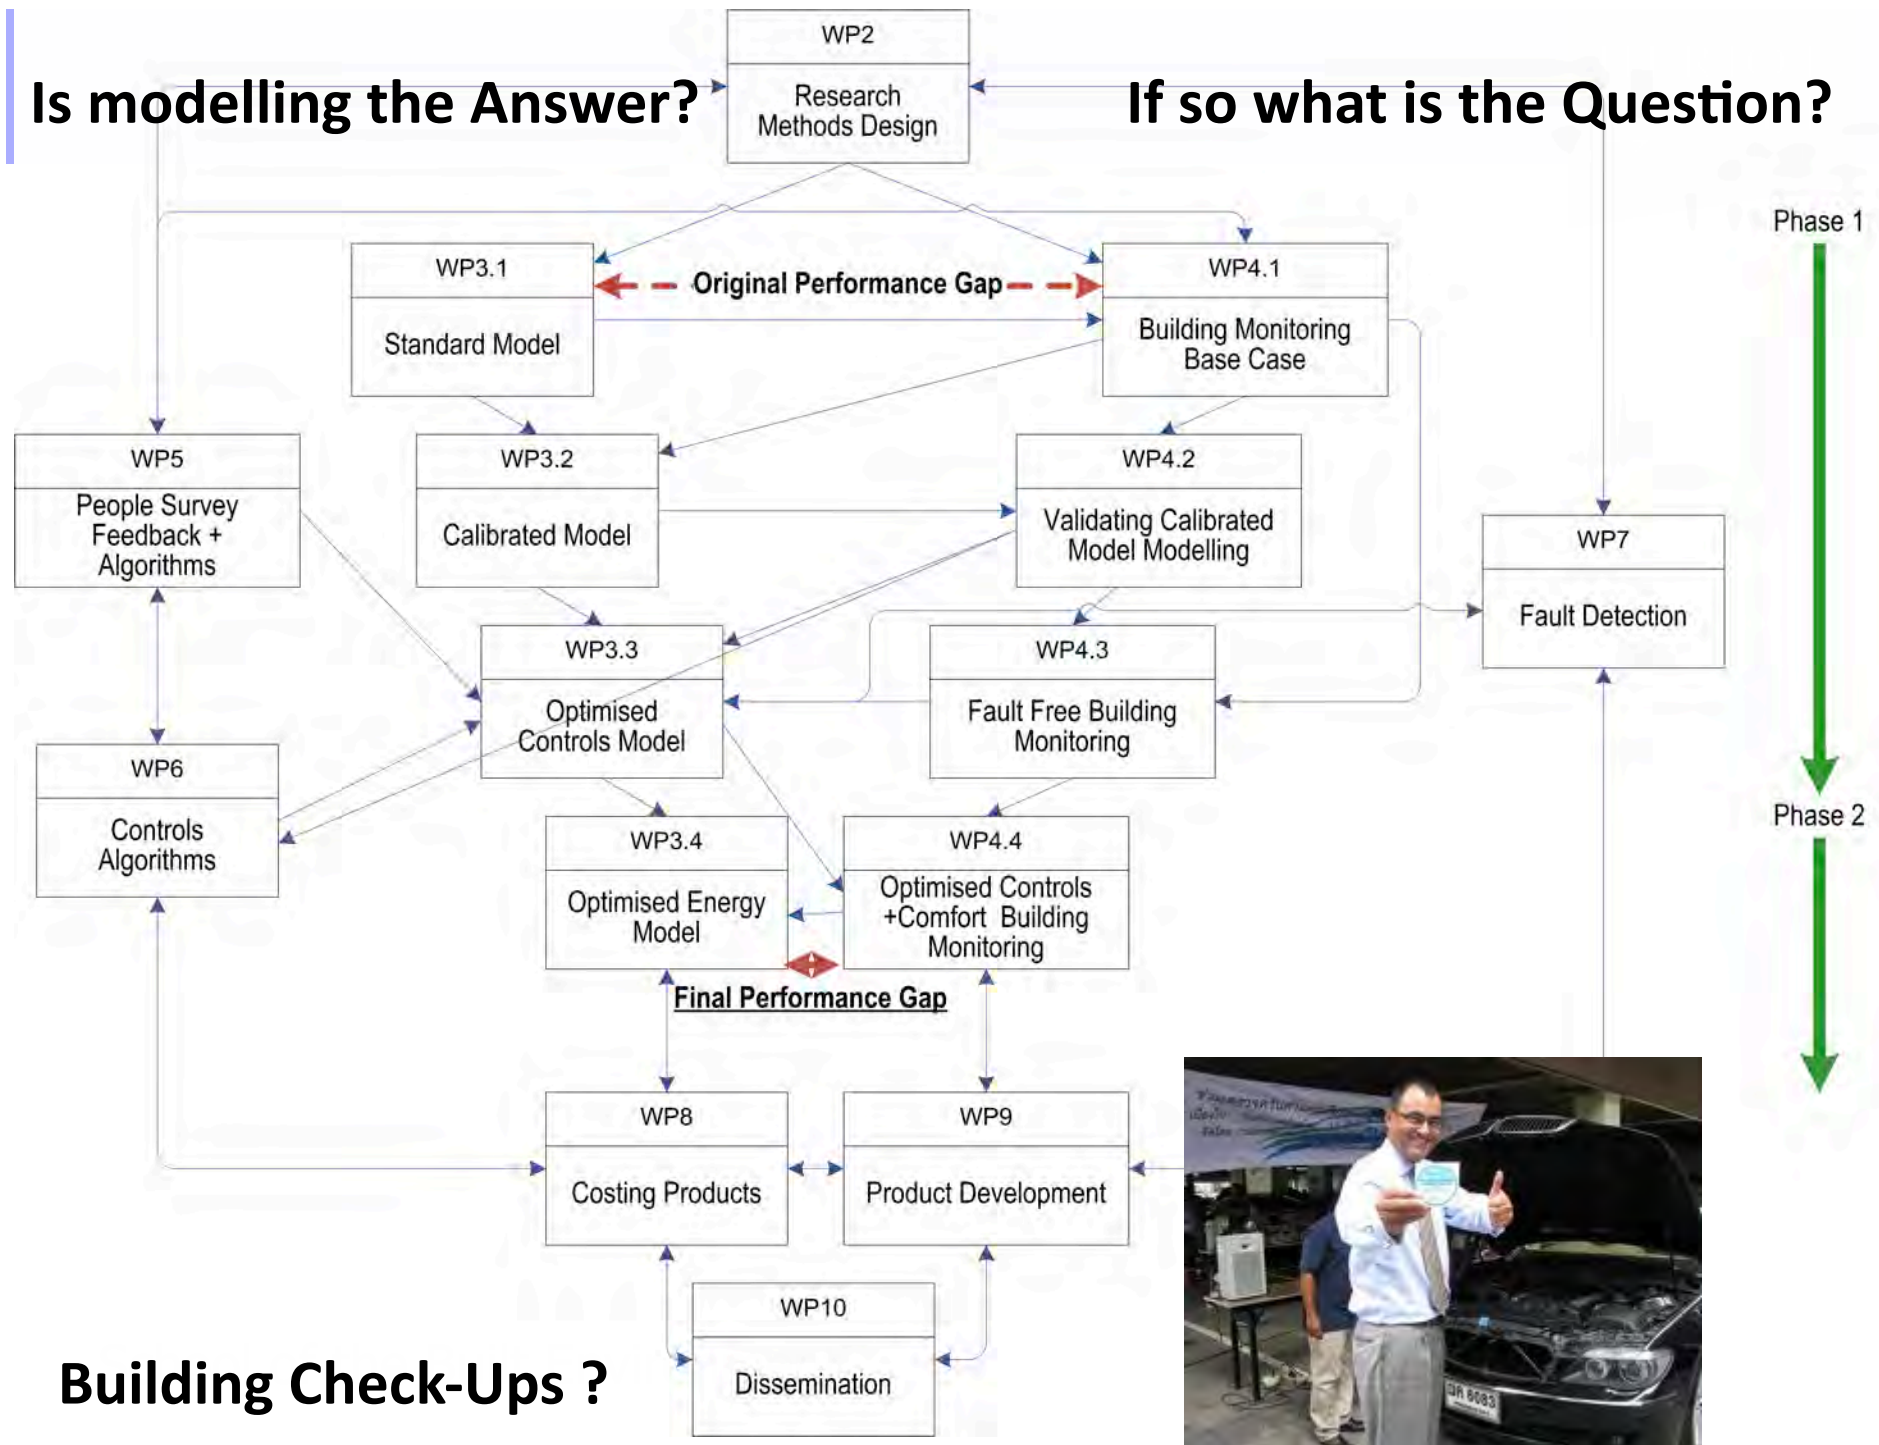 Is modelling the Answer?
If so what is the Question?
WP2
Research
Methods Design
Phase 1
WP3.1
Standard Model
Original Performance Gap
WP4.1
Building Monitoring
Base Case
WP5
People Survey
Feedback +
Algorithms
WP3.2
Calibrated Model
WP4.2
Validating Calibrated
Model Modelling
WP7
Fault Detection
WP3.3
Optimised
Controls Model
WP4.3
Fault Free Building
Monitoring
WP6
Controls
Algorithms
Phase 2
WP3.4
Optimised Energy
Model
WP4.4
Optimised Controls
+Comfort Building
Monitoring
Final Performance Gap
WP8
Costing Products
WP9
Product Development
WP10
Dissemination
Building Check-Ups ?
6083